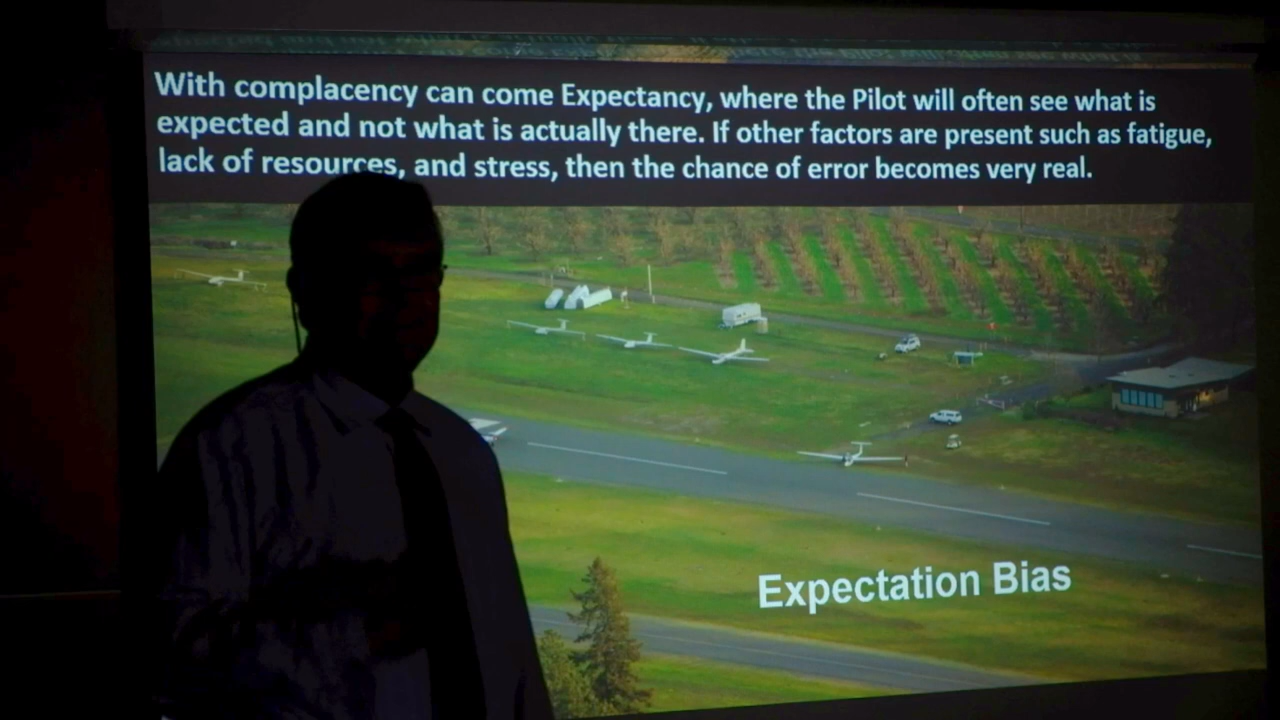 With complacency can come Expectancy, where the Pilot will often see what is
expected and not what is actually there. If other factors are present such as fatigue,
lack of resources, and stress, then the chance of error becomes very real.
Expectation Bias